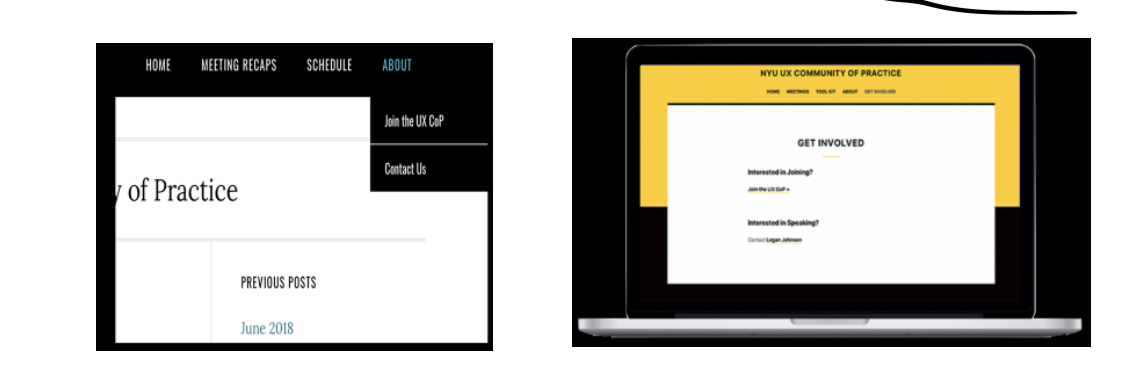 HOME MEETING RECAPS SCHEDULE ABOUT
Join the UX CoP
Contact Us
y of Practice
PREVIOUS POSTS
June 2018
NYU UX COMMUNITY OF PRACTICE
HOME MEETINGS TOOL KIT ABOUT GET INVOLVED
GET INVOLVED
Interested in Joining?
Join the UX CoP »
Interested in Speaking?
Contact Logan Johnson